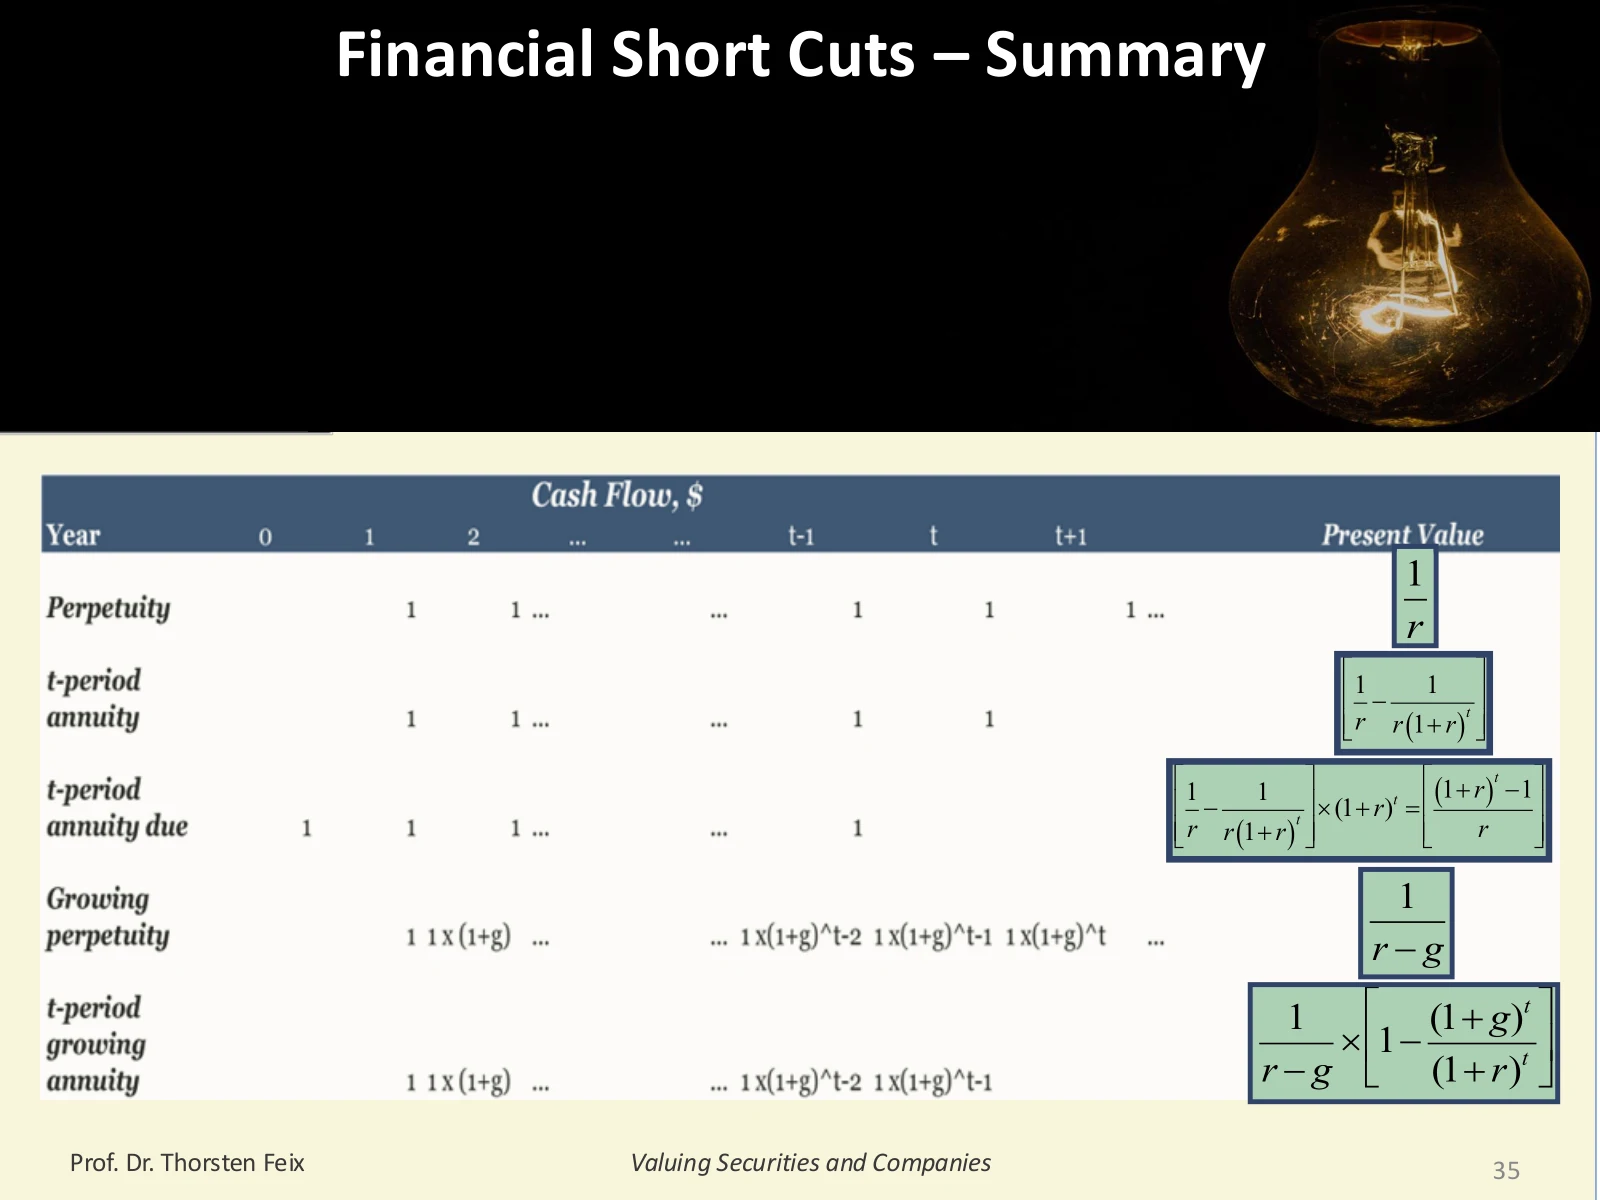 Financial Short Cuts – Summary
Cash Flow, $
Year 0 1 2 ... ... t-1 t t+1 Present Value
Perpetuity 1 1 ... ... 1 1 1 ... 1/r
t-period
annuity 1 1 ... ... 1 1 [1/r − 1/(r(1+r)^t)]
t-period
annuity due 1 1 1 ... ... 1 [1/r − 1/(r(1+r)^t)] × (1+r)^t = [((1+r)^t − 1)/r]
Growing
perpetuity 1 1 x (1+g) ... ... 1 x(1+g)^t-2 1 x(1+g)^t-1 1 x(1+g)^t ... 1/(r − g)
t-period
growing
annuity 1 1 x (1+g) ... ... 1 x(1+g)^t-2 1 x(1+g)^t-1 1/(r − g) × [1 − (1+g)^t/(1+r)^t]
Prof. Dr. Thorsten Feix Valuing Securities and Companies 35